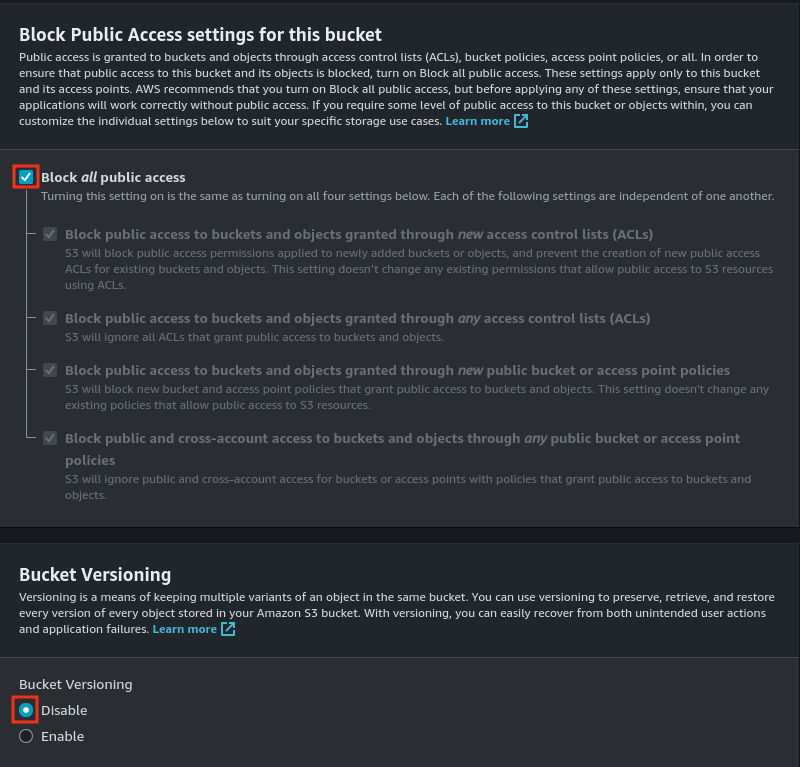 Block Public Access settings for this bucket
Public access is granted to buckets and objects through access control lists (ACLs), bucket policies, access point policies, or all. In order to
ensure that public access to this bucket and its objects is blocked, turn on Block all public access. These settings apply only to this bucket
and its access points. AWS recommends that you turn on Block all public access, but before applying any of these settings, ensure that your
applications will work correctly without public access. If you require some level of public access to this bucket or objects within, you can
customize the individual settings below to suit your specific storage use cases. Learn more
Block all public access
Turning this setting on is the same as turning on all four settings below. Each of the following settings are independent of one another.
Block public access to buckets and objects granted through new access control lists (ACLs)
S3 will block public access permissions applied to newly added buckets or objects, and prevent the creation of new public access
ACLs for existing buckets and objects. This setting doesn't change any existing permissions that allow public access to S3 resources
using ACLs.
Block public access to buckets and objects granted through any access control lists (ACLs)
S3 will ignore all ACLs that grant public access to buckets and objects.
Block public access to buckets and objects granted through new public bucket or access point policies
S3 will block new bucket and access point policies that grant public access to buckets and objects. This setting doesn't change any
existing policies that allow public access to S3 resources.
Block public and cross-account access to buckets and objects through any public bucket or access point
policies
S3 will ignore public and cross-account access for buckets or access points with policies that grant public access to buckets and
objects.
Bucket Versioning
Versioning is a means of keeping multiple variants of an object in the same bucket. You can use versioning to preserve, retrieve, and restore
every version of every object stored in your Amazon S3 bucket. With versioning, you can easily recover from both unintended user actions
and application failures. Learn more
Bucket Versioning
Disable
Enable